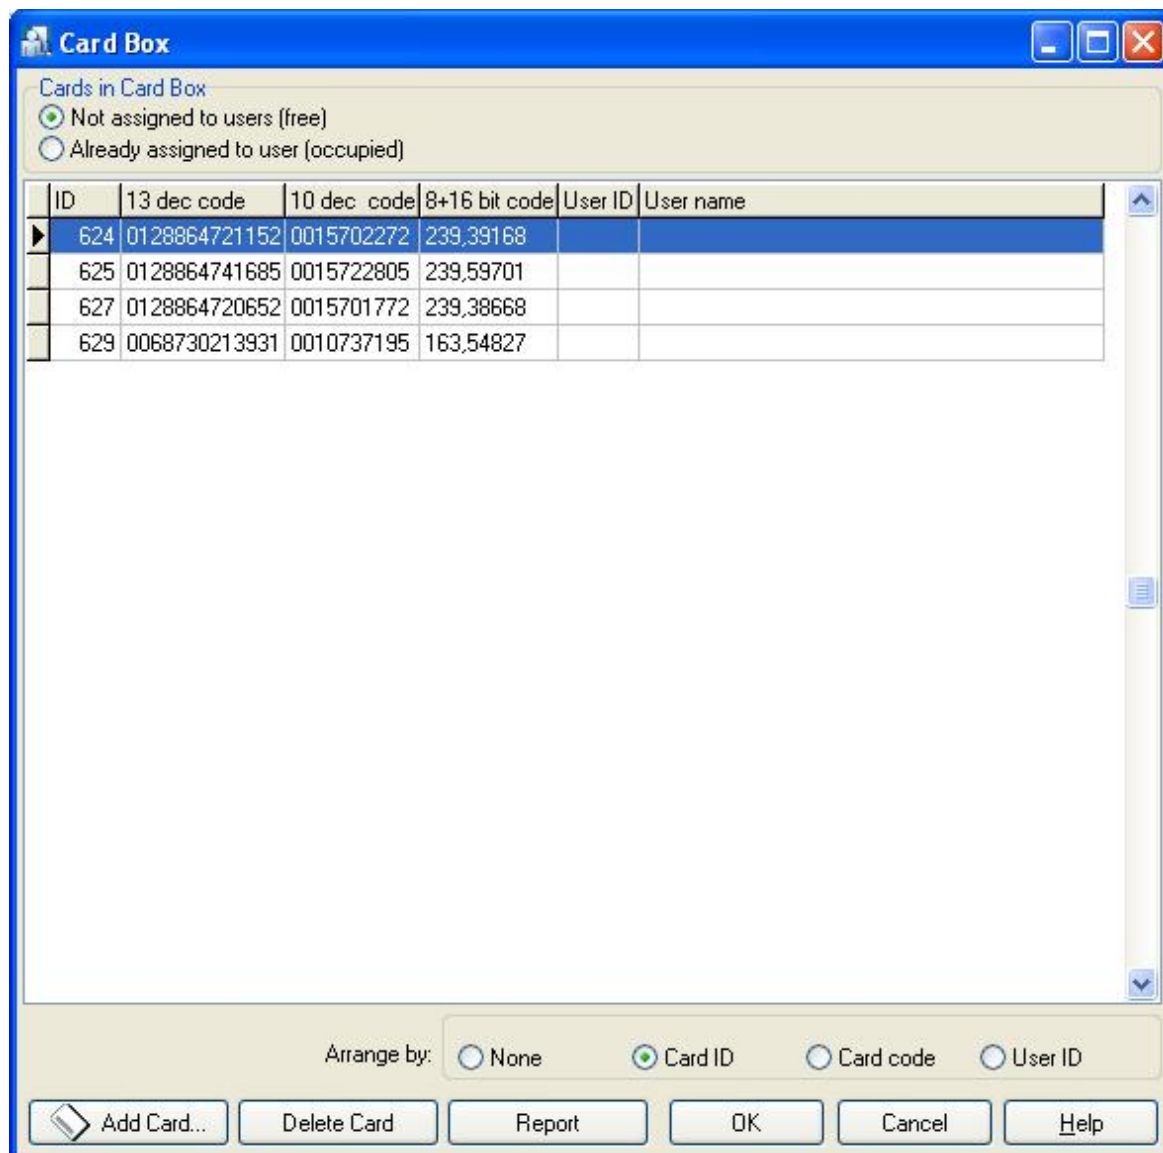 Card Box
Cards in Card Box
Not assigned to users (free)
Already assigned to user (occupied)
ID 13 dec code 10 dec code 8+16 bit code User ID User name
624 0128864721152 0015702272 239,39168
625 0128864741685 0015722805 239,59701
627 0128864720652 0015701772 239,38668
629 0068730213931 0010737195 163,54827
Arrange by: None Card ID Card code User ID
Add Card... Delete Card Report OK Cancel Help